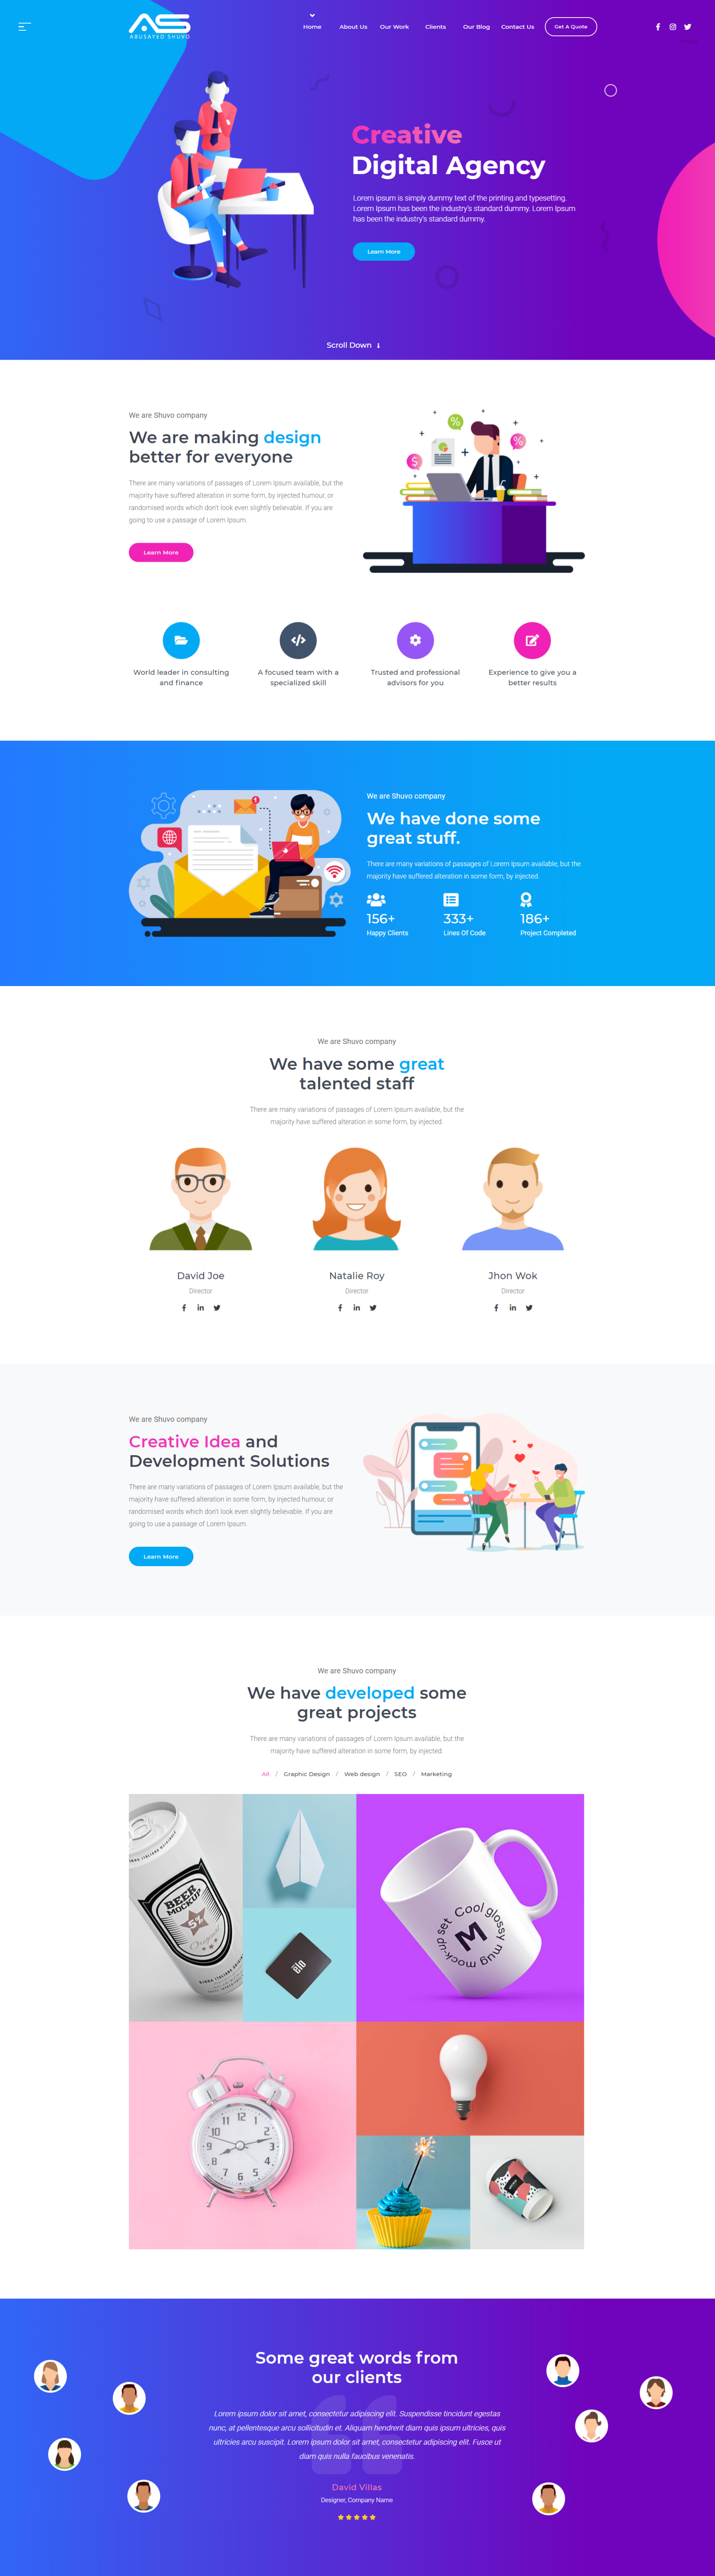 AS
ABUSAYED SHUVO
Home
About Us
Our Work
Clients
Our Blog
Contact Us
Get A Quote
Creative
Digital Agency
Lorem ipsum is simply dummy text of the printing and typesetting.
Lorem Ipsum has been the industry's standard dummy. Lorem Ipsum
has been the industry's standard dummy.
Learn More
Scroll Down
We are Shuvo company
We are making design
better for everyone
There are many variations of passages of Lorem Ipsum available, but the
majority have suffered alteration in some form, by injected humour, or
randomised words which don't look even slightly believable. If you are
going to use a passage of Lorem Ipsum.
Learn More
$
%
%
World leader in consulting
and finance
A focused team with a
specialized skill
Trusted and professional
advisors for you
Experience to give you a
better results
We are Shuvo company
We have done some
great stuff.
There are many variations of passages of Lorem Ipsum available, but the
majority have suffered alteration in some form, by injected.
1
156+
Happy Clients
333+
Lines Of Code
186+
Project Completed
We are Shuvo company
We have some great
talented staff
There are many variations of passages of Lorem Ipsum available, but the
majority have suffered alteration in some form, by injected.
David Joe
Director
Natalie Roy
Director
Jhon Wok
Director
We are Shuvo company
Creative Idea and
Development Solutions
There are many variations of passages of Lorem Ipsum available, but the
majority have suffered alteration in some form, by injected humour, or
randomised words which don't look even slightly believable. If you are
going to use a passage of Lorem Ipsum.
Learn More
We are Shuvo company
We have developed some
great projects
There are many variations of passages of Lorem Ipsum available, but the
majority have suffered alteration in some form, by injected.
All / Graphic Design / Web design / SEO / Marketing
BEER
MOCKUP
Original
Cool glossy
mug mock-up set
M
12
1
2
3
4
5
6
7
8
9
10
11
Some great words from
our clients
Lorem ipsum dolor sit amet, consectetur adipiscing elit. Suspendisse tincidunt egestas
nunc, at pellentesque arcu sollicitudin et. Aliquam hendrerit diam quis ipsum ultricies, quis
ultricies arcu suscipit. Lorem ipsum dolor sit amet, consectetur adipiscing elit. Fusce ut
diam quis nulla faucibus venenatis.
David Villas
Designer, Company Name